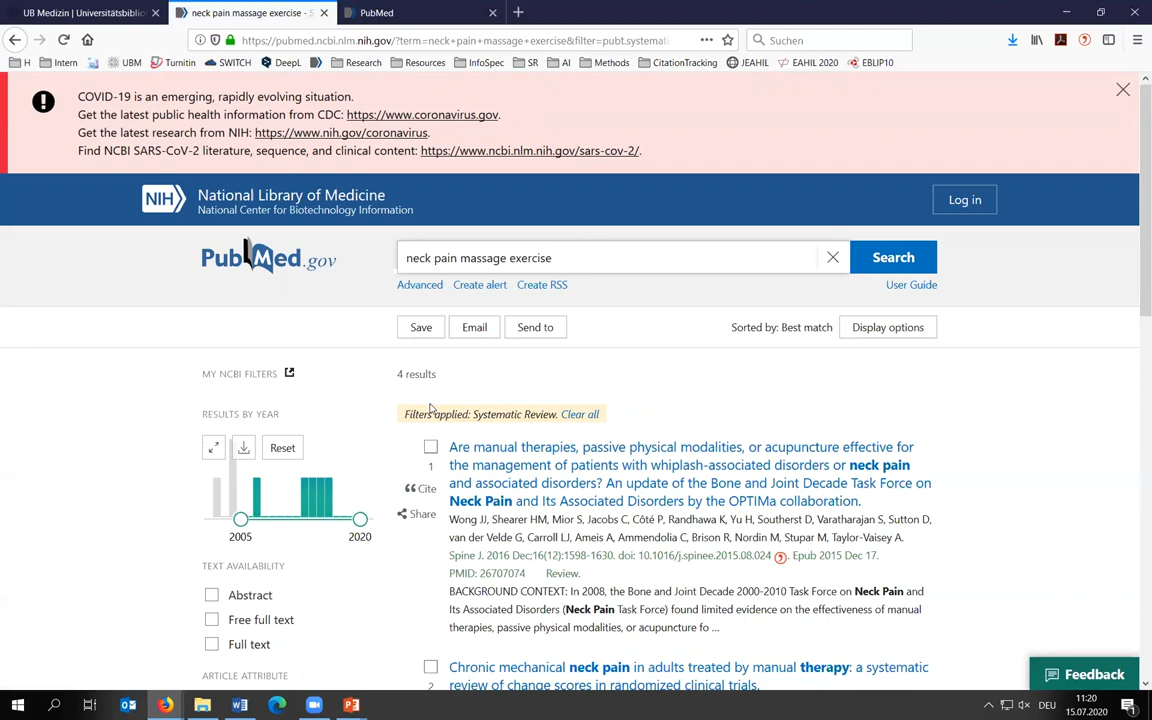 UB Medizin | Universitätsbiblio
neck pain massage exercise - S
PubMed
https://pubmed.ncbi.nlm.nih.gov/?term=neck+pain+massage+exercise&filter=pubt.systemati
Suchen
H
Intern
UBM
Turnitin
SWITCH
DeepL
Research
Resources
InfoSpec
SR
AI
Methods
CitationTracking
JEAHIL
EAHIL 2020
EBLIP10
COVID-19 is an emerging, rapidly evolving situation.
Get the latest public health information from CDC: https://www.coronavirus.gov.
Get the latest research from NIH: https://www.nih.gov/coronavirus.
Find NCBI SARS-CoV-2 literature, sequence, and clinical content: https://www.ncbi.nlm.nih.gov/sars-cov-2/.
NIH
National Library of Medicine
National Center for Biotechnology Information
Log in
PubMed.gov
neck pain massage exercise
Search
Advanced
Create alert
Create RSS
User Guide
Save
Email
Send to
Sorted by: Best match
Display options
MY NCBI FILTERS
4 results
RESULTS BY YEAR
Filters applied: Systematic Review. Clear all
Reset
2005
2020
TEXT AVAILABILITY
Abstract
Free full text
Full text
ARTICLE ATTRIBUTE
1
Cite
Share
Are manual therapies, passive physical modalities, or acupuncture effective for
the management of patients with whiplash-associated disorders or neck pain
and associated disorders? An update of the Bone and Joint Decade Task Force on
Neck Pain and Its Associated Disorders by the OPTIMa collaboration.
Wong JJ, Shearer HM, Mior S, Jacobs C, Côté P, Randhawa K, Yu H, Southerst D, Varatharajan S, Sutton D,
van der Velde G, Carroll LJ, Ameis A, Ammendolia C, Brison R, Nordin M, Stupar M, Taylor-Vaisey A.
Spine J. 2016 Dec;16(12):1598-1630. doi: 10.1016/j.spinee.2015.08.024. Epub 2015 Dec 17.
PMID: 26707074 Review.
BACKGROUND CONTEXT: In 2008, the Bone and Joint Decade 2000-2010 Task Force on Neck Pain and
Its Associated Disorders (Neck Pain Task Force) found limited evidence on the effectiveness of manual
therapies, passive physical modalities, or acupuncture fo ...
2
Chronic mechanical neck pain in adults treated by manual therapy: a systematic
review of change scores in randomized clinical trials.
Feedback
DEU
11:20
15.07.2020
1